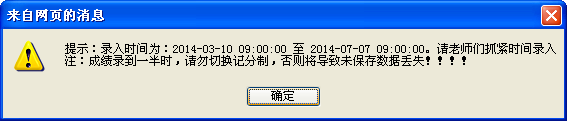 来自网页的消息
提示：录入时间为：2014-03-10 09:00:00 至 2014-07-07 09:00:00。请老师们抓紧时间录入
注：成绩录到一半时，请勿切换记分制，否则将导致未保存数据丢失！！！！
确定